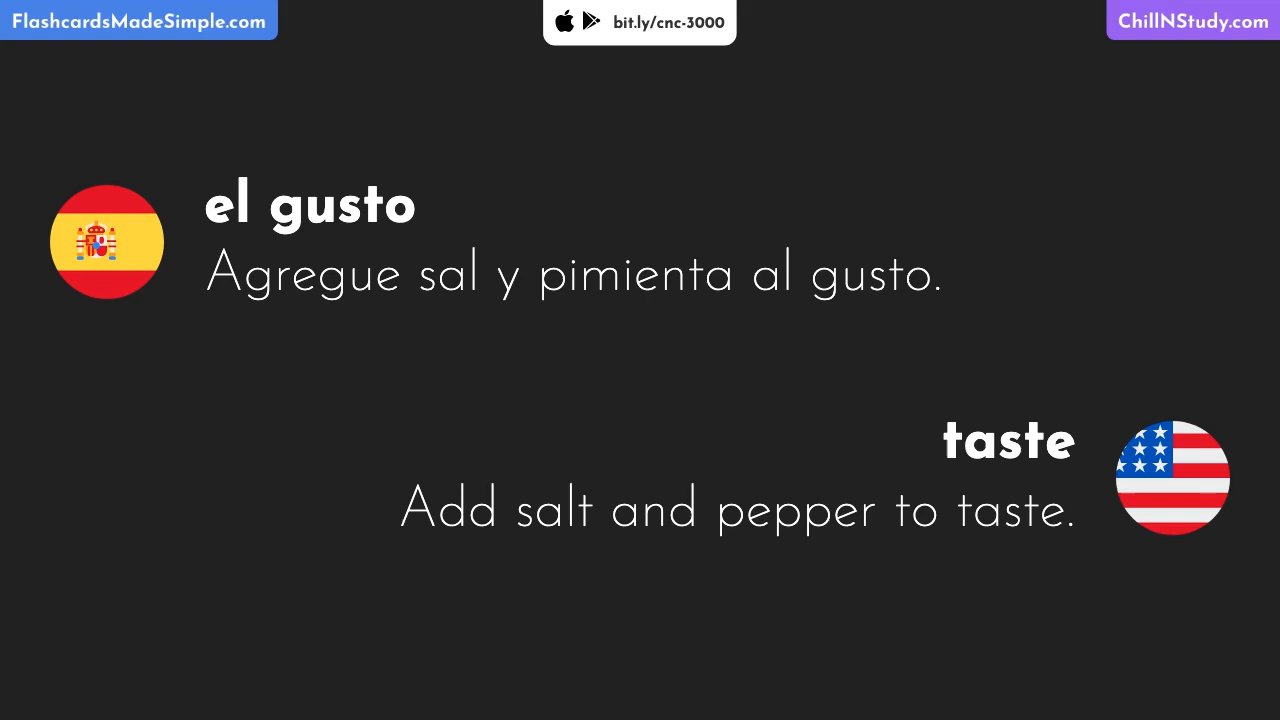 FlashcardsMadeSimple.com
bit.ly/cnc-3000
ChillNStudy.com
el gusto
Agregue sal y pimienta al gusto.
taste
Add salt and pepper to taste.